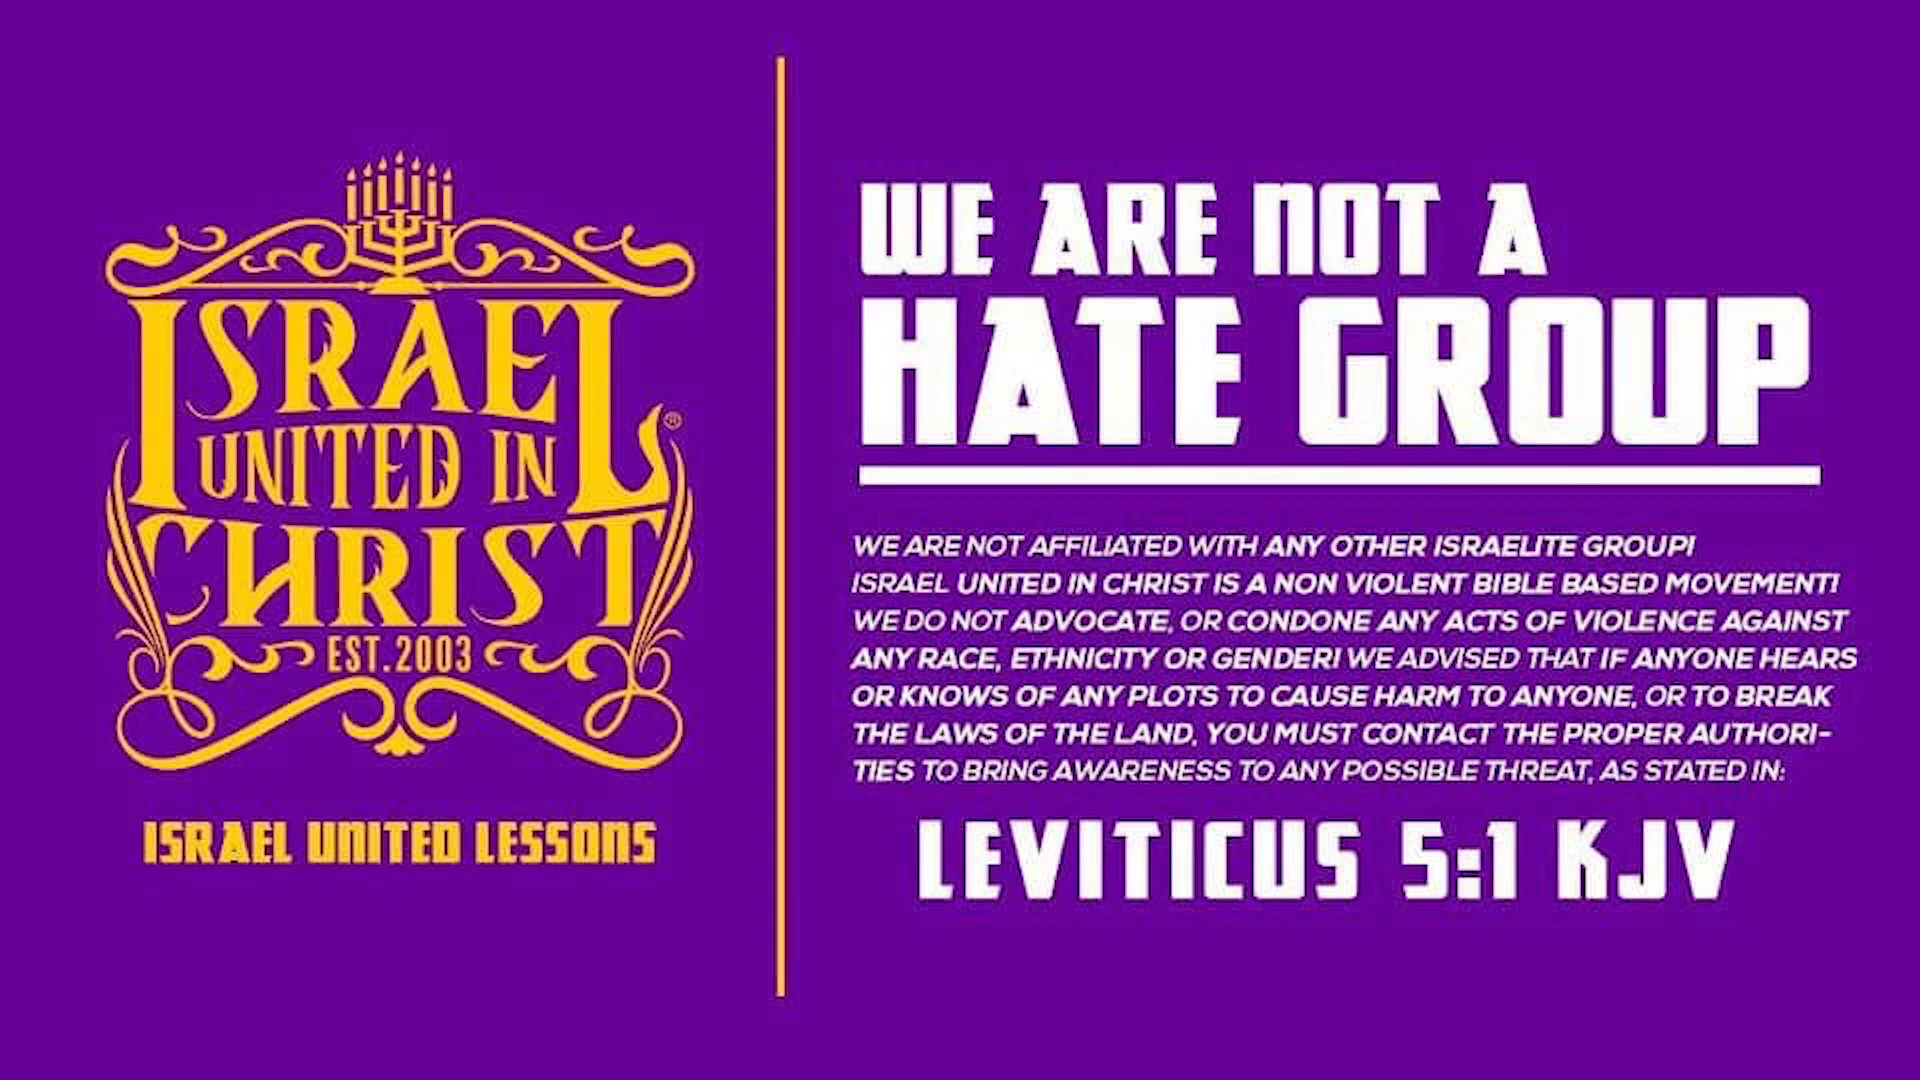 ISRAEL
UNITED IN
CHRIST
®
EST.2003
ISRAEL UNITED LESSONS
WE ARE NOT A
HATE GROUP
WE ARE NOT AFFILIATED WITH ANY OTHER ISRAELITE GROUP!
ISRAEL UNITED IN CHRIST IS A NON VIOLENT BIBLE BASED MOVEMENT!
WE DO NOT ADVOCATE, OR CONDONE ANY ACTS OF VIOLENCE AGAINST
ANY RACE, ETHNICITY OR GENDER! WE ADVISED THAT IF ANYONE HEARS
OR KNOWS OF ANY PLOTS TO CAUSE HARM TO ANYONE, OR TO BREAK
THE LAWS OF THE LAND, YOU MUST CONTACT THE PROPER AUTHORI-
TIES TO BRING AWARENESS TO ANY POSSIBLE THREAT, AS STATED IN:
LEVITICUS 5:1 KJV